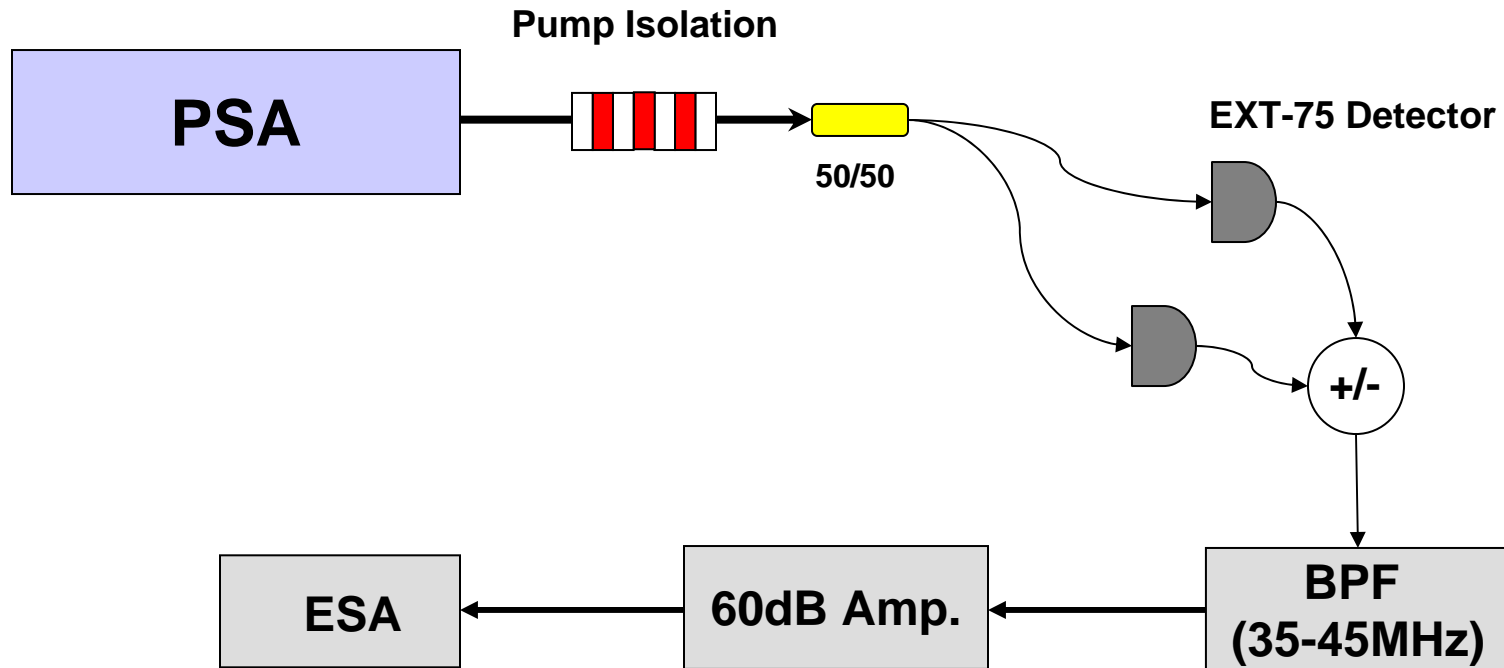 Pump Isolation
PSA
50/50
EXT-75 Detector
+/-
ESA
60dB Amp.
BPF
(35-45MHz)